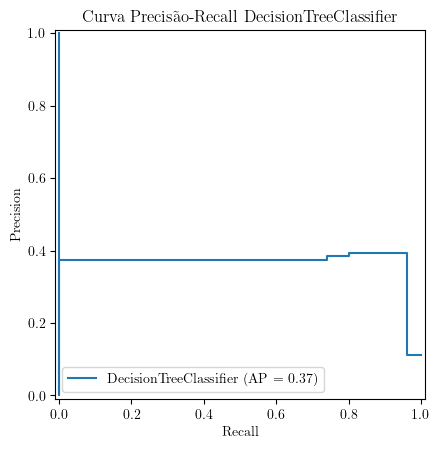 Curva Precisão-Recall DecisionTreeClassifier
1.0
0.8
0.6
0.4
0.2
0.0
Precision
DecisionTreeClassifier (AP = 0.37)
0.0 0.2 0.4 0.6 0.8 1.0
Recall